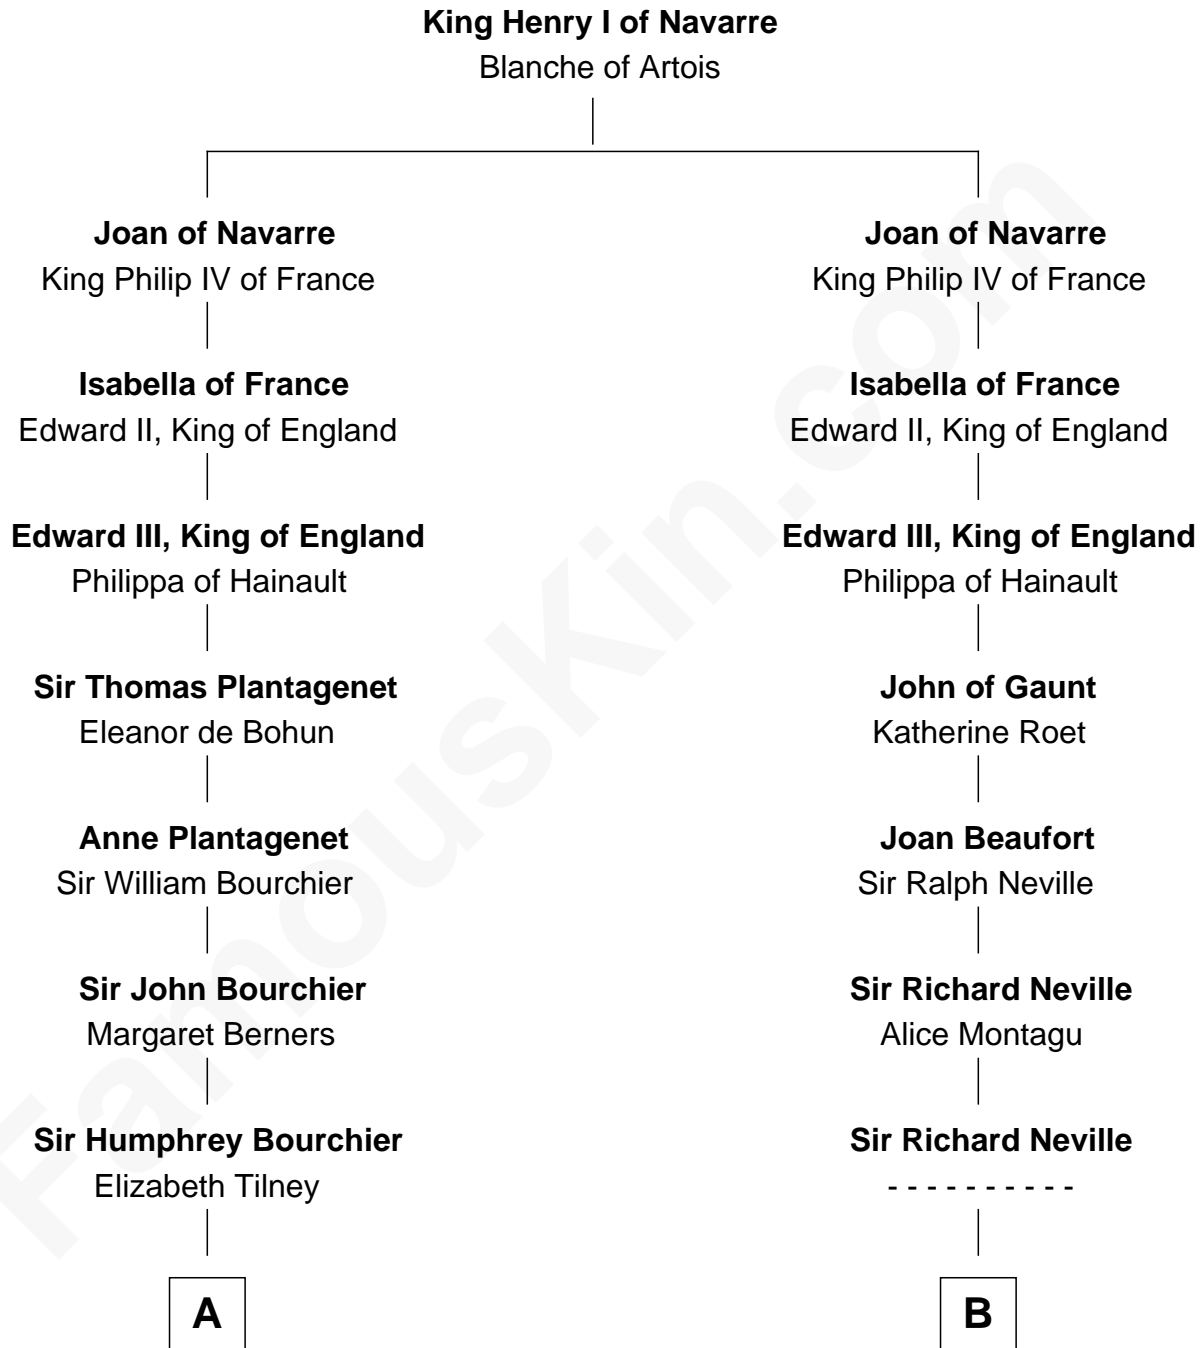 King Henry I of Navarre
Blanche of Artois
Joan of Navarre
King Philip IV of France
Joan of Navarre
King Philip IV of France
Isabella of France
Edward II, King of England
Isabella of France
Edward II, King of England
Edward III, King of England
Philippa of Hainault
Edward III, King of England
Philippa of Hainault
Sir Thomas Plantagenet
Eleanor de Bohun
John of Gaunt
Katherine Roet
Anne Plantagenet
Sir William Bourchier
Joan Beaufort
Sir Ralph Neville
Sir John Bourchier
Margaret Berners
Sir Richard Neville
Alice Montagu
Sir Humphrey Bourchier
Elizabeth Tilney
Sir Richard Neville
- - - - - - - - - -
A
B
FamousKin.com